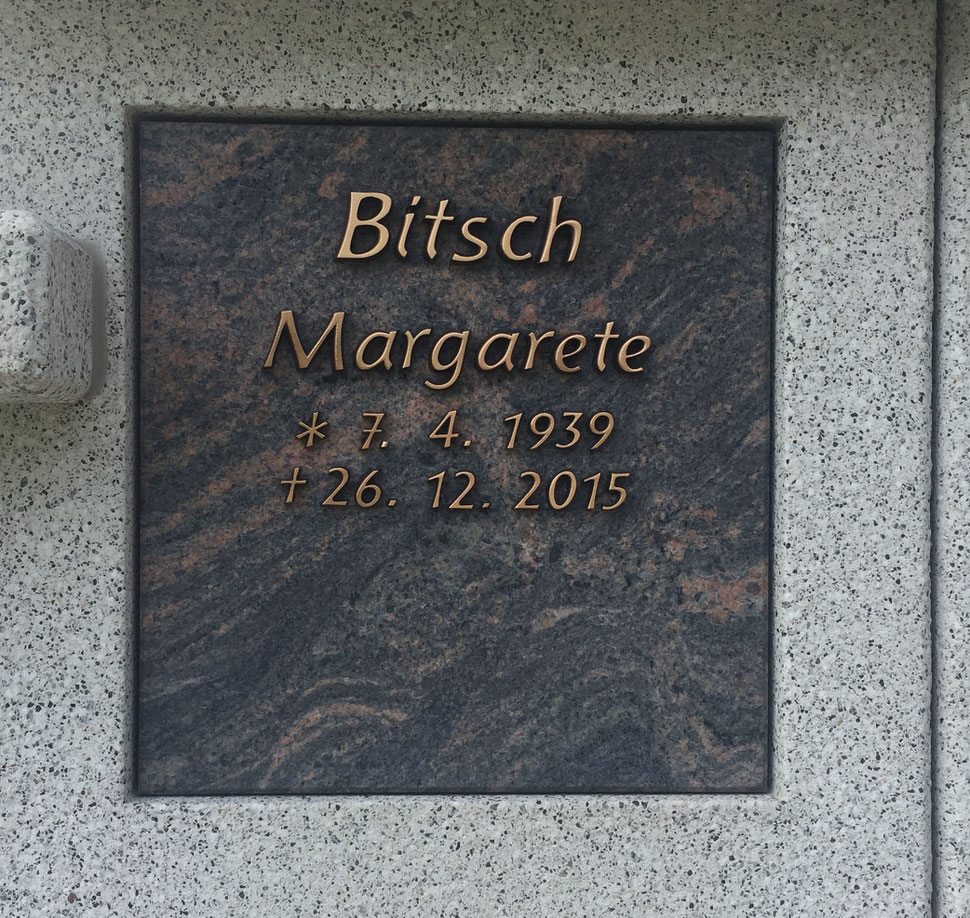 Bitsch
Margarete
* 7. 4. 1939
† 26. 12. 2015